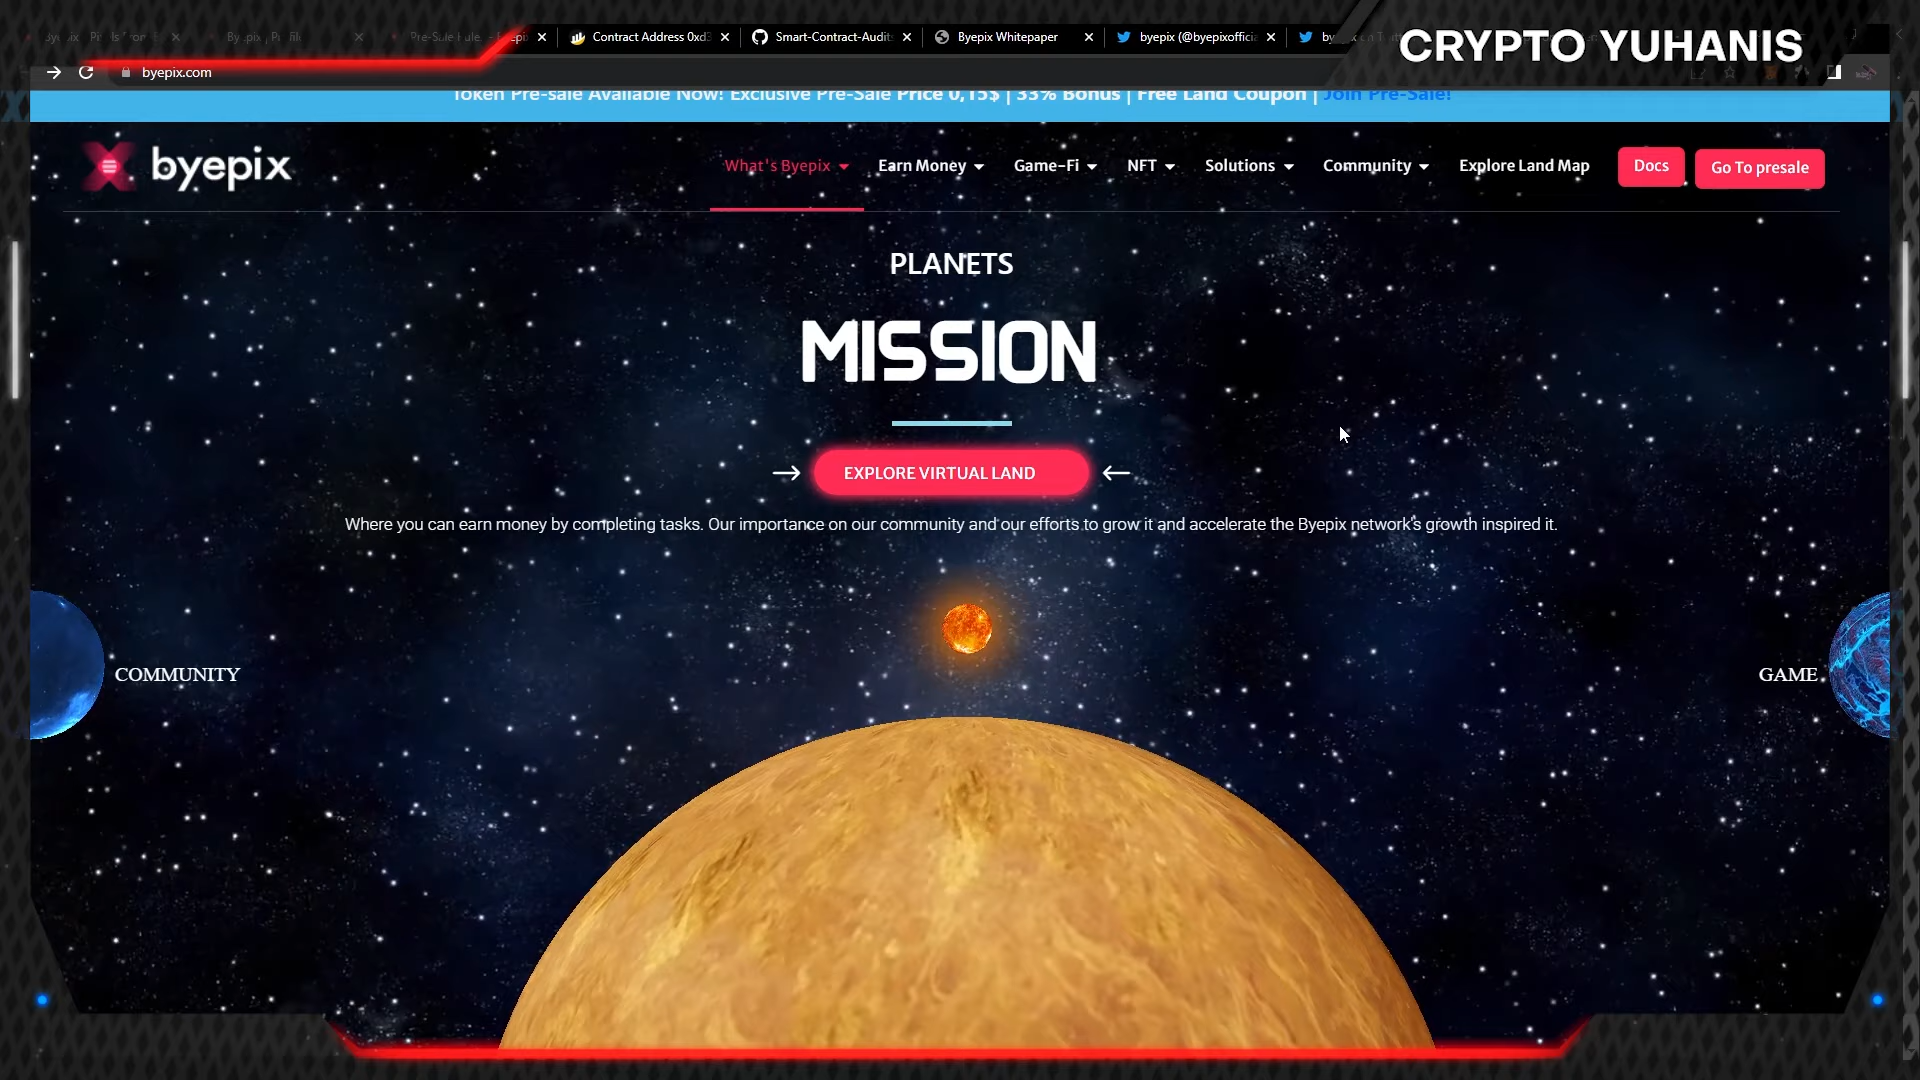 Contract Address 0xd3
Smart-Contract-Audits
Byepix Whitepaper
byepix (@byepixofficia
CRYPTO YUHANIS
byepix.com
Token Pre-sale Available Now! Exclusive Pre-Sale Price 0,15$ | 33% Bonus | Free Land Coupon | Join Pre-Sale!
byepix
What's Byepix
Earn Money
Game-Fi
NFT
Solutions
Community
Explore Land Map
Docs
Go To presale
PLANETS
MISSION
EXPLORE VIRTUAL LAND
Where you can earn money by completing tasks. Our importance on our community and our efforts to grow it and accelerate the Byepix network's growth inspired it.
COMMUNITY
GAME